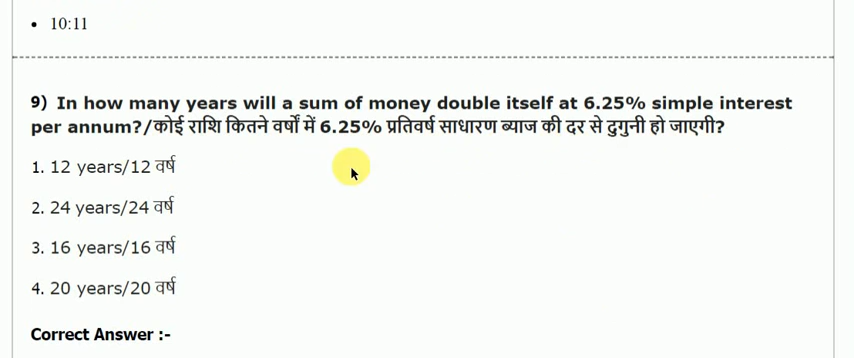 • 10:11
9) In how many years will a sum of money double itself at 6.25% simple interest
per annum?/कोई राशि कितने वर्षों में 6.25% प्रतिवर्ष साधारण ब्याज की दर से दुगुनी हो जाएगी?
1. 12 years/12 वर्ष
2. 24 years/24 वर्ष
3. 16 years/16 वर्ष
4. 20 years/20 वर्ष
Correct Answer :-